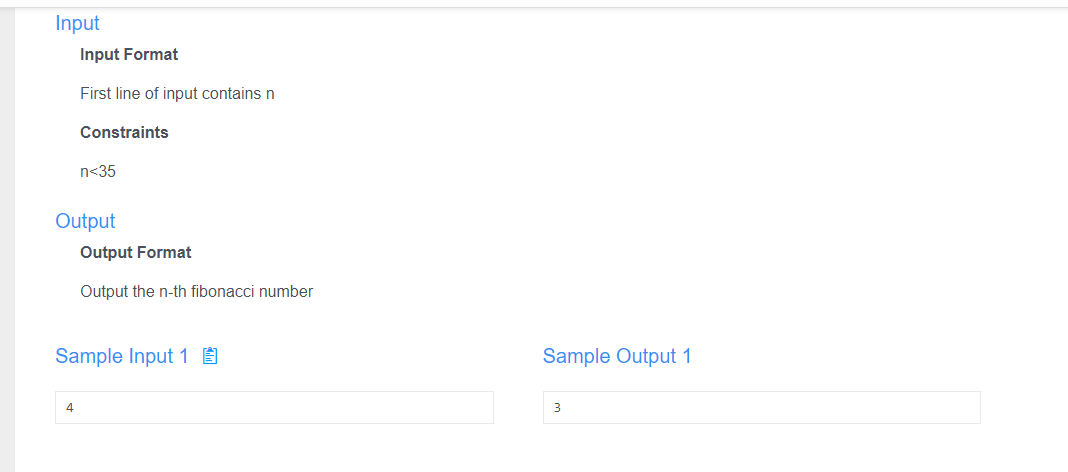 Input
Input Format
First line of input contains n
Constraints
n<35
Output
Output Format
Output the n-th fibonacci number
Sample Input 1
Sample Output 1
4
3